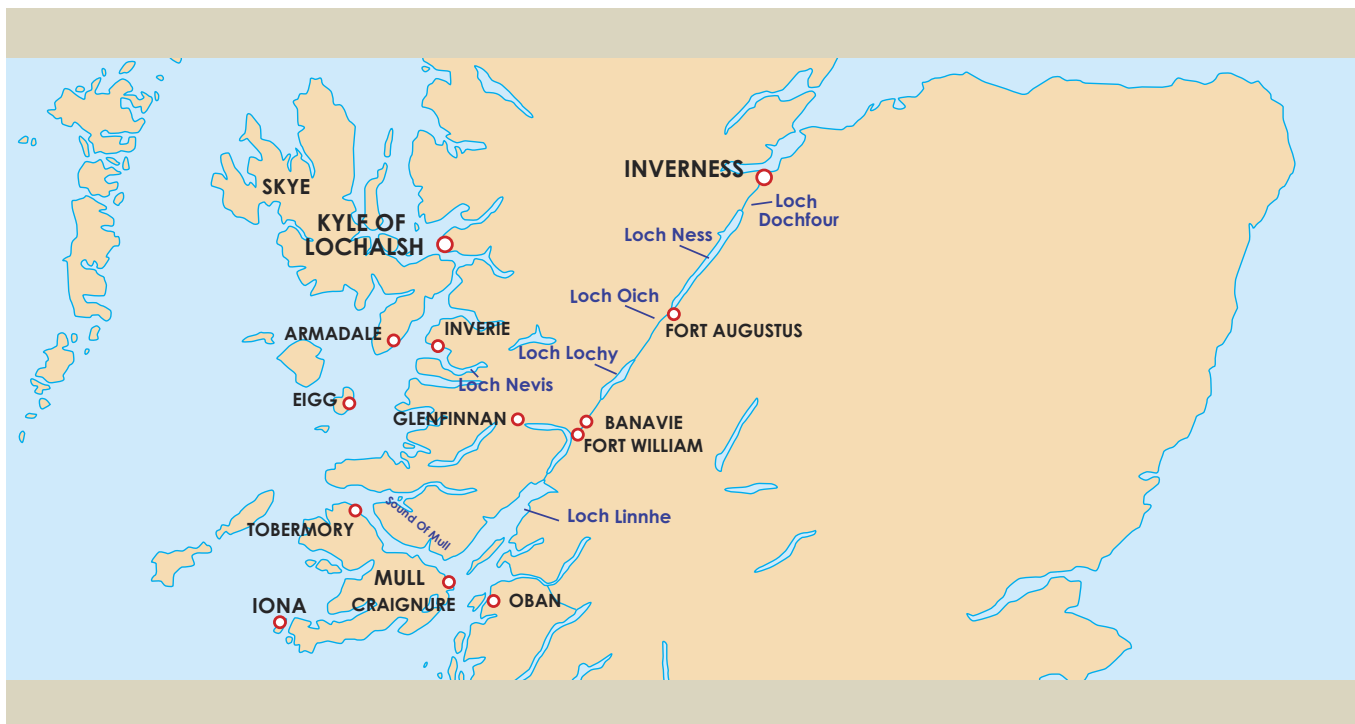 INVERNESS
SKYE
Loch
Dochfour
KYLE OF
LOCHALSH
Loch Ness
Loch Oich
ARMADALE
INVERIE
FORT AUGUSTUS
Loch Lochy
Loch Nevis
EIGG
GLENFINNAN
BANAVIE
FORT WILLIAM
Sound Of Mull
Loch Linnhe
TOBERMORY
MULL
CRAIGNURE
IONA
OBAN